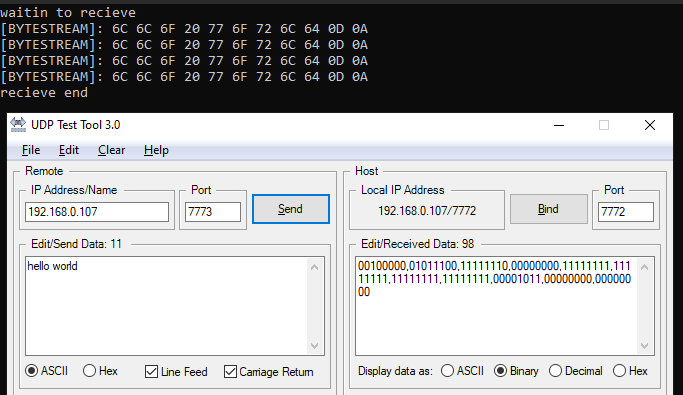 waitin to recieve
[BYTESTREAM]: 6C 6C 6F 20 77 6F 72 6C 64 0D 0A
[BYTESTREAM]: 6C 6C 6F 20 77 6F 72 6C 64 0D 0A
[BYTESTREAM]: 6C 6C 6F 20 77 6F 72 6C 64 0D 0A
[BYTESTREAM]: 6C 6C 6F 20 77 6F 72 6C 64 0D 0A
recieve end
UDP Test Tool 3.0
File Edit Clear Help
Remote
IP Address/Name
192.168.0.107
Port
7773
Send
Edit/Send Data: 11
hello world
ASCII Hex Line Feed Carriage Return
Host
Local IP Address
192.168.0.107/7772
Bind
Port
7772
Edit/Received Data: 98
00100000,01011100,11111110,00000000,11111111,111
11111,11111111,11111111,00001011,00000000,000000
00
Display data as: ASCII Binary Decimal Hex